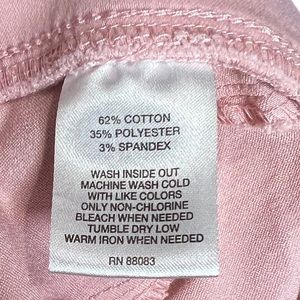 62% COTTON
35% POLYESTER
3% SPANDEX
WASH INSIDE OUT
MACHINE WASH COLD
WITH LIKE COLORS
ONLY NON-CHLORINE
BLEACH WHEN NEEDED
TUMBLE DRY LOW
WARM IRON WHEN NEEDED
RN 88083